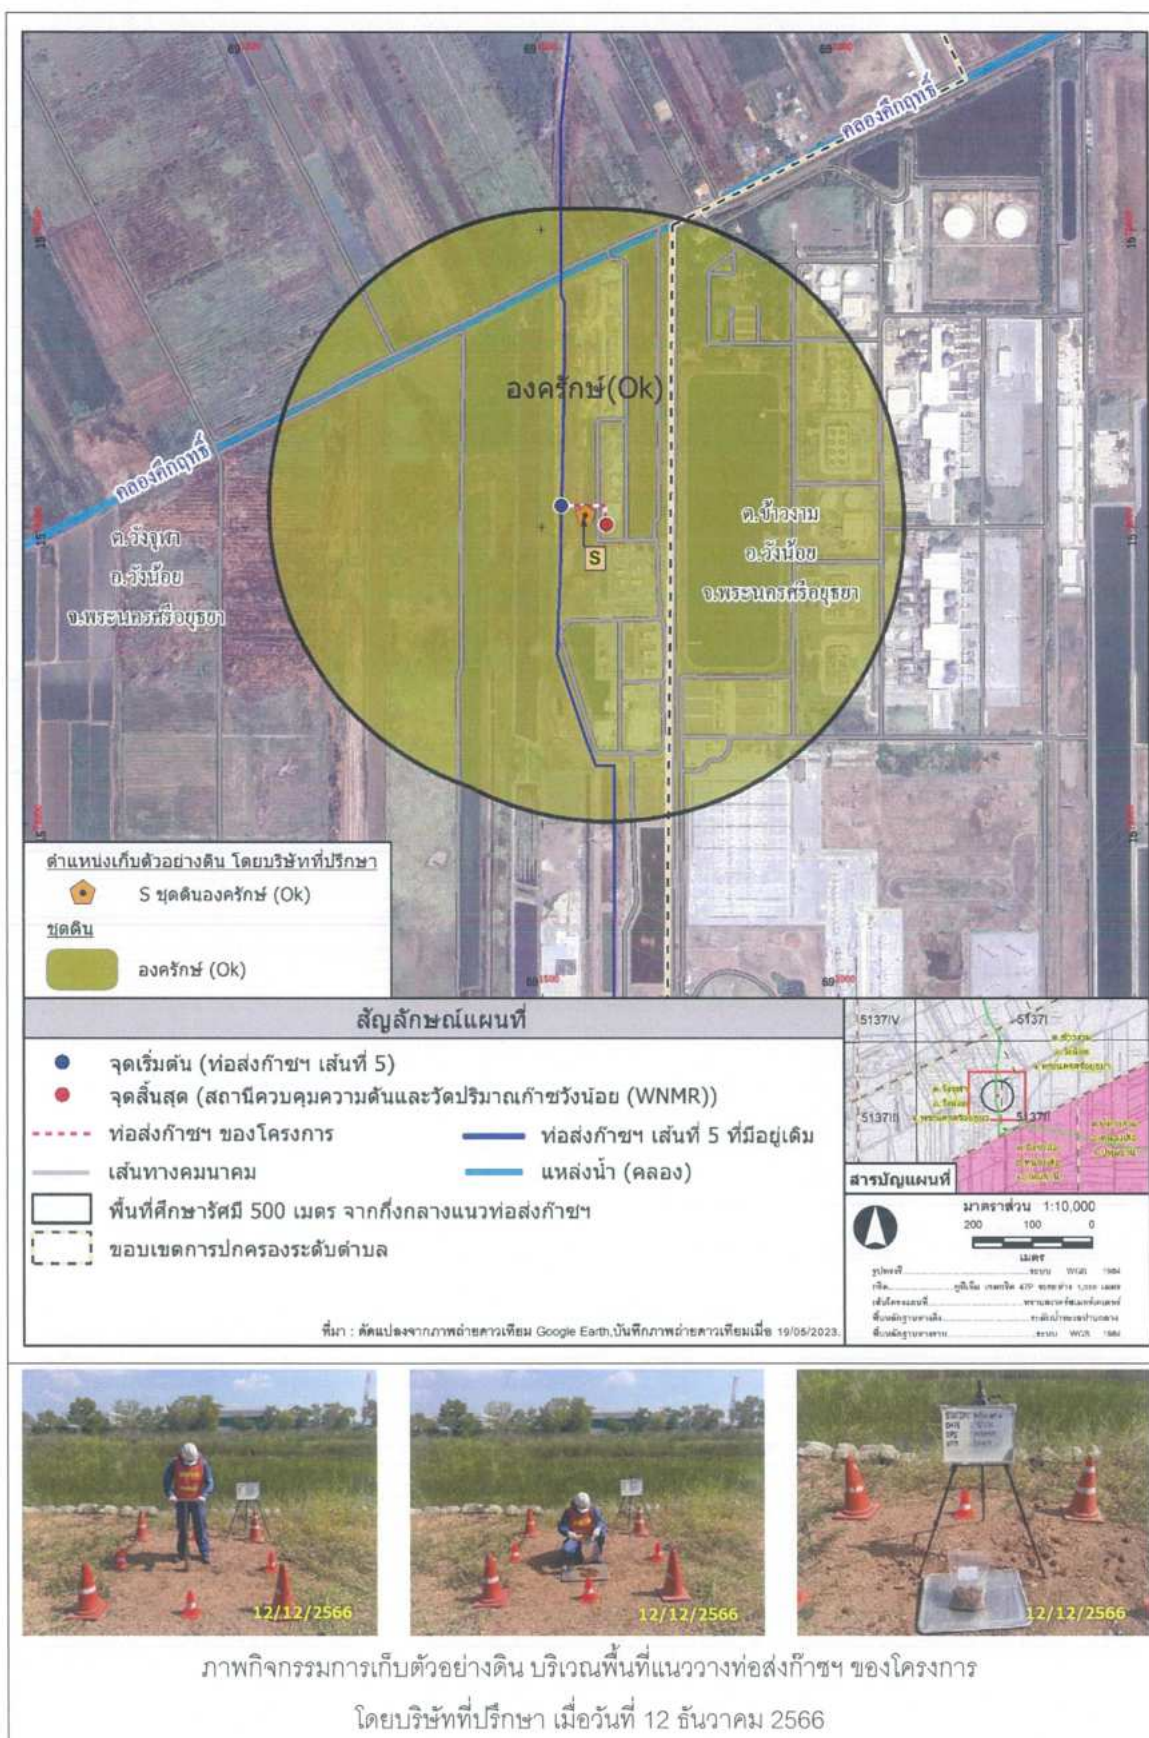 คลองคึกฤทธิ์
องครักษ์(Ok)
คลองคึกฤทธิ์
ต.วังจุฬา
อ.วังน้อย
จ.พระนครศรีอยุธยา
S
ต.ข้าวงาม
อ.วังน้อย
จ.พระนครศรีอยุธยา
ตำแหน่งเก็บตัวอย่างดิน โดยบริษัทที่ปรึกษา
S ชุดดินองครักษ์ (Ok)
ชุดดิน
องครักษ์ (Ok)
สัญลักษณ์แผนที่
จุดเริ่มต้น (ท่อส่งก๊าซฯ เส้นที่ 5)
จุดสิ้นสุด (สถานีควบคุมความดันและวัดปริมาณก๊าซวังน้อย (WNMR))
ท่อส่งก๊าซฯ ของโครงการ
ท่อส่งก๊าซฯ เส้นที่ 5 ที่มีอยู่เดิม
เส้นทางคมนาคม
แหล่งน้ำ (คลอง)
พื้นที่ศึกษารัศมี 500 เมตร จากกึ่งกลางแนวท่อส่งก๊าซฯ
ขอบเขตการปกครองระดับตำบล
ที่มา : ดัดแปลงจากภาพถ่ายดาวเทียม Google Earth,บันทึกภาพถ่ายดาวเทียมเมื่อ 19/05/2023.
5137IV
5137I
5137III
5137II
สารบัญแผนที่
มาตราส่วน 1:10,000
200 100 0
เมตร
12/12/2566
12/12/2566
12/12/2566
ภาพกิจกรรมการเก็บตัวอย่างดิน บริเวณพื้นที่แนววางท่อส่งก๊าซฯ ของโครงการ
โดยบริษัทที่ปรึกษา เมื่อวันที่ 12 ธันวาคม 2566